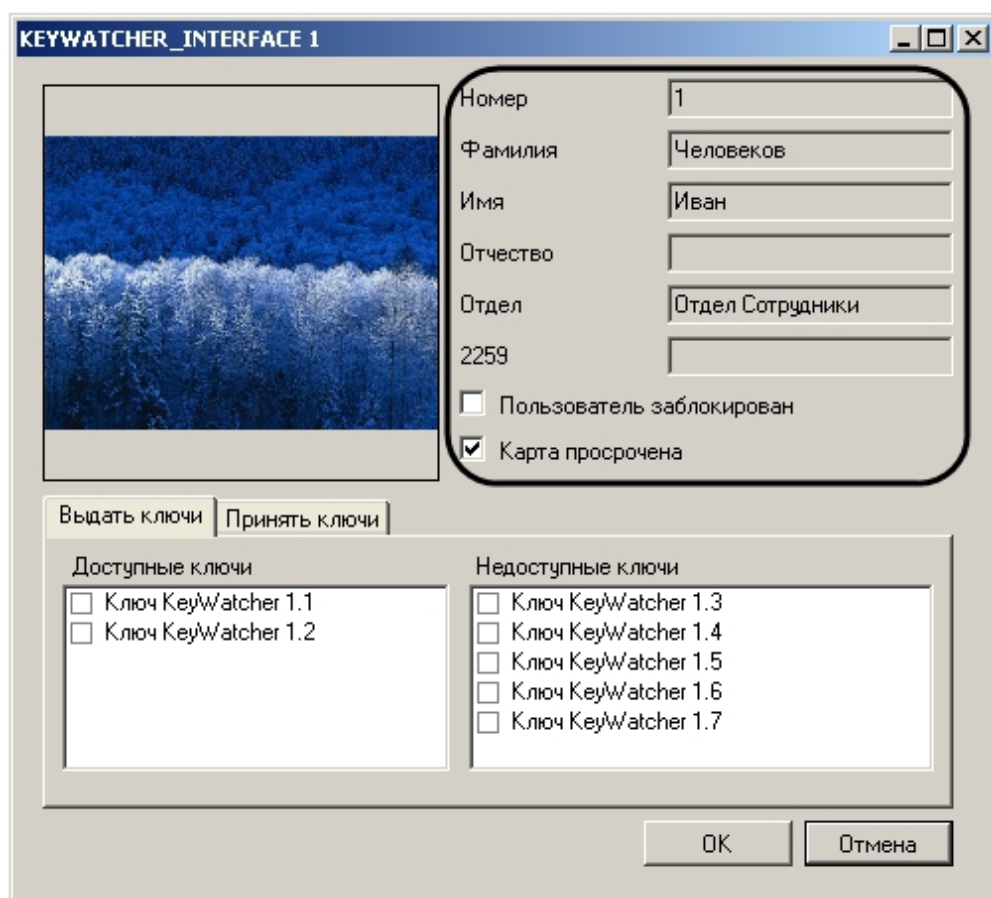 KEYWATCHER_INTERFACE 1
Номер 1
Фамилия Человеков
Имя Иван
Отчество
Отдел Отдел Сотрудники
2259
Пользователь заблокирован
Карта просрочена
Выдать ключи Принять ключи
Доступные ключи Недоступные ключи
Ключ KeyWatcher 1.1 Ключ KeyWatcher 1.3
Ключ KeyWatcher 1.2 Ключ KeyWatcher 1.4
Ключ KeyWatcher 1.5
Ключ KeyWatcher 1.6
Ключ KeyWatcher 1.7
OK Отмена